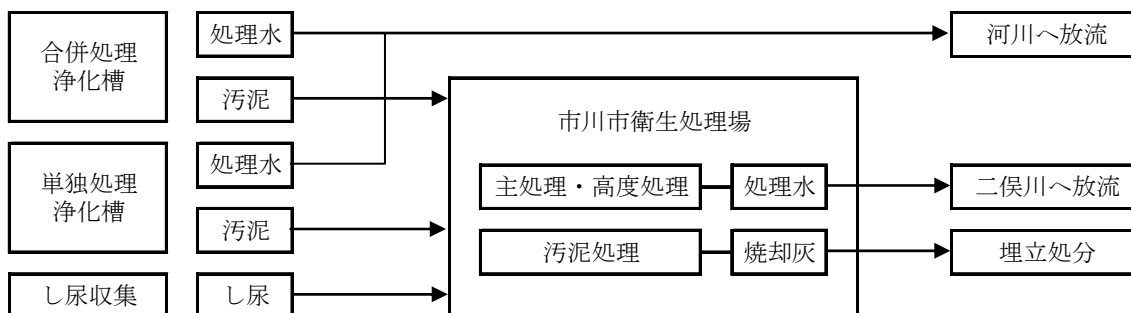 合併処理
浄化槽
処理水
河川へ放流
汚泥
市川市衛生処理場
単独処理
浄化槽
処理水
主処理・高度処理
処理水
二俣川へ放流
汚泥
汚泥処理
焼却灰
埋立処分
し尿収集
し尿